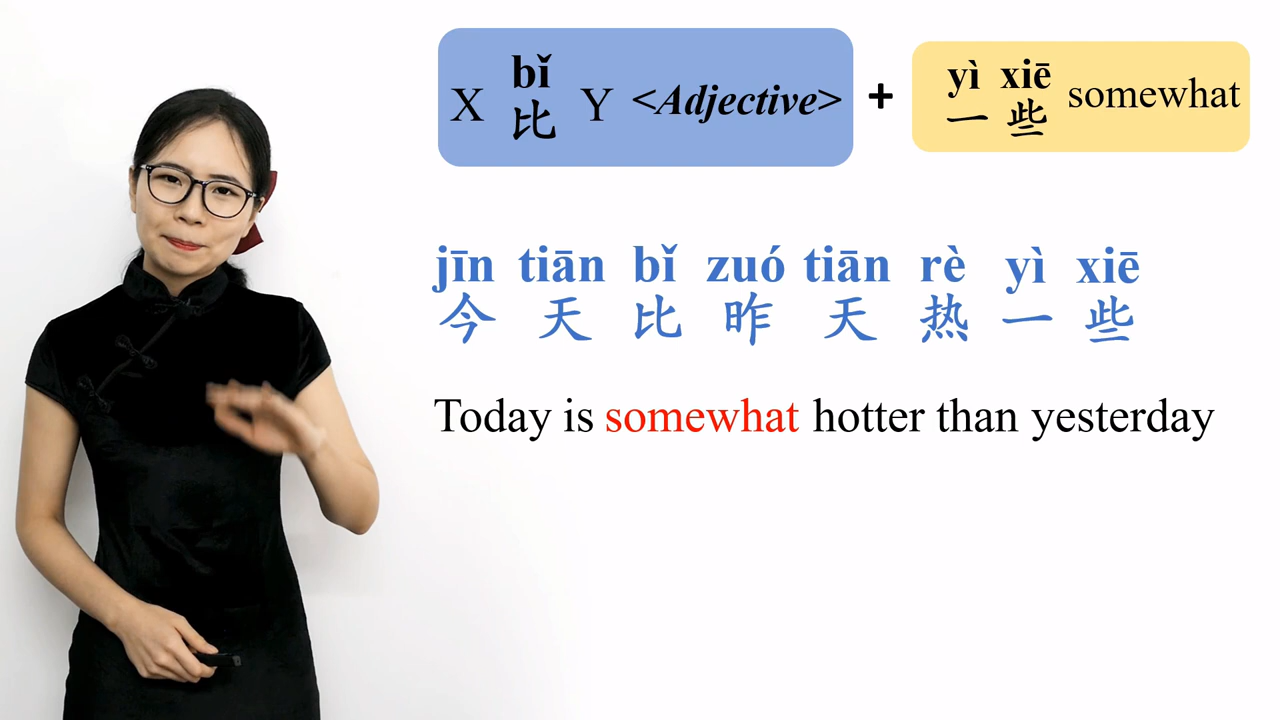 X bǐ 比 Y <Adjective> + yì xiē 一些 somewhat
jīn tiān bǐ zuó tiān rè yì xiē
今天比昨天热一些
Today is somewhat hotter than yesterday